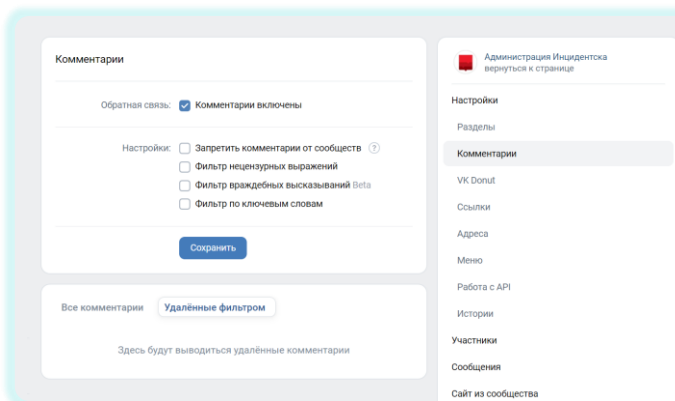 Комментарии
Обратная связь: Комментарии включены
Настройки: Запретить комментарии от сообществ ?
Фильтр нецензурных выражений
Фильтр враждебных высказываний Beta
Фильтр по ключевым словам
Сохранить
Все комментарии Удалённые фильтром
Здесь будут выводиться удалённые комментарии
Администрация Инцидентска
вернуться к странице
Настройки
Разделы
Комментарии
VK Donut
Ссылки
Адреса
Меню
Работа с API
Истории
Участники
Сообщения
Сайт из сообщества